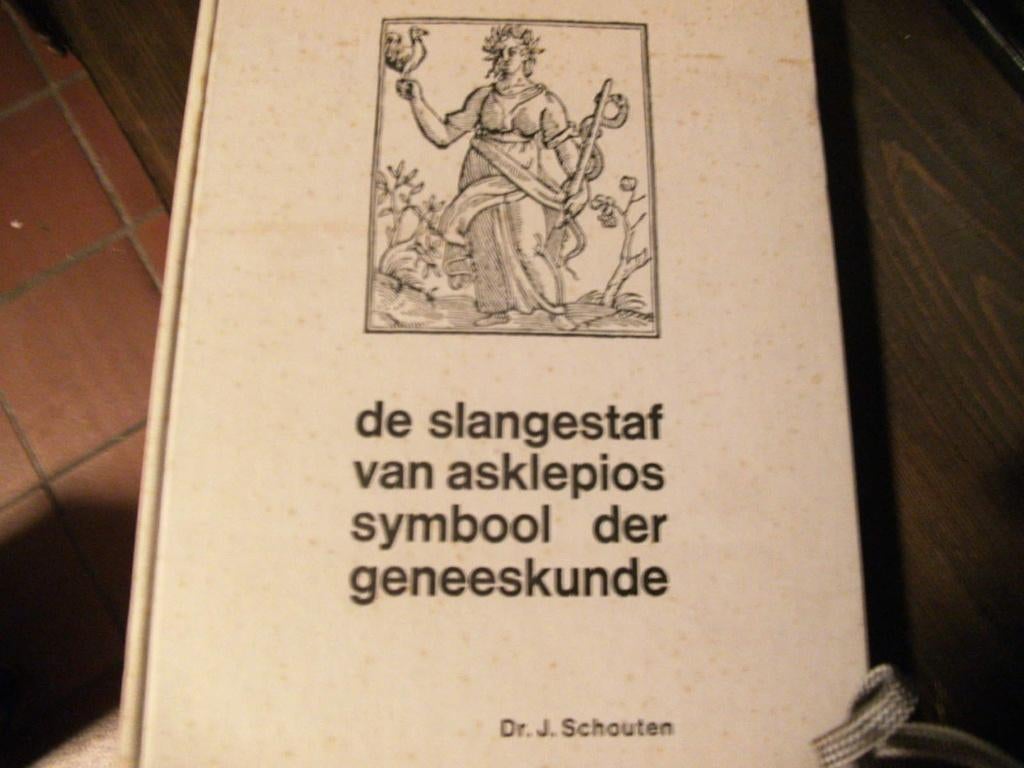 de slangestaf
van asklepios
symbool der
geneeskunde
Dr. J. Schouten